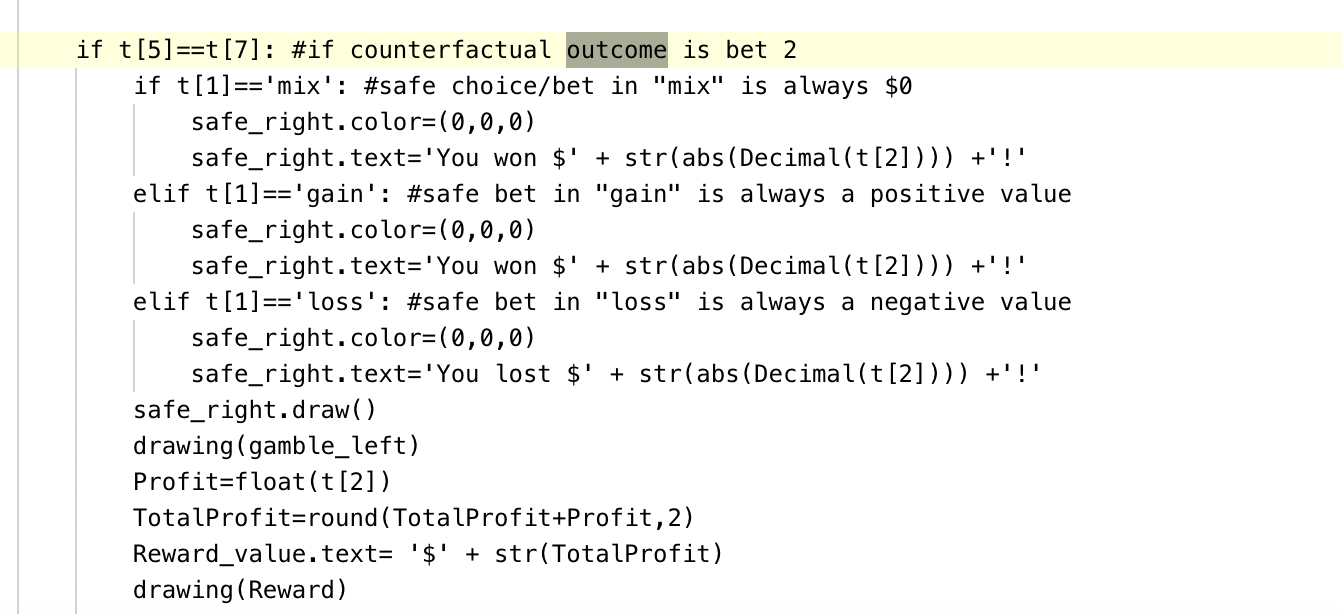 if t[5]==t[7]: #if counterfactual outcome is bet 2
if t[1]=='mix': #safe choice/bet in "mix" is always $0
safe_right.color=(0,0,0)
safe_right.text='You won $' + str(abs(Decimal(t[2]))) +'!'
elif t[1]=='gain': #safe bet in "gain" is always a positive value
safe_right.color=(0,0,0)
safe_right.text='You won $' + str(abs(Decimal(t[2]))) +'!'
elif t[1]=='loss': #safe bet in "loss" is always a negative value
safe_right.color=(0,0,0)
safe_right.text='You lost $' + str(abs(Decimal(t[2]))) +'!'
safe_right.draw()
drawing(gamble_left)
Profit=float(t[2])
TotalProfit=round(TotalProfit+Profit,2)
Reward_value.text= '$' + str(TotalProfit)
drawing(Reward)